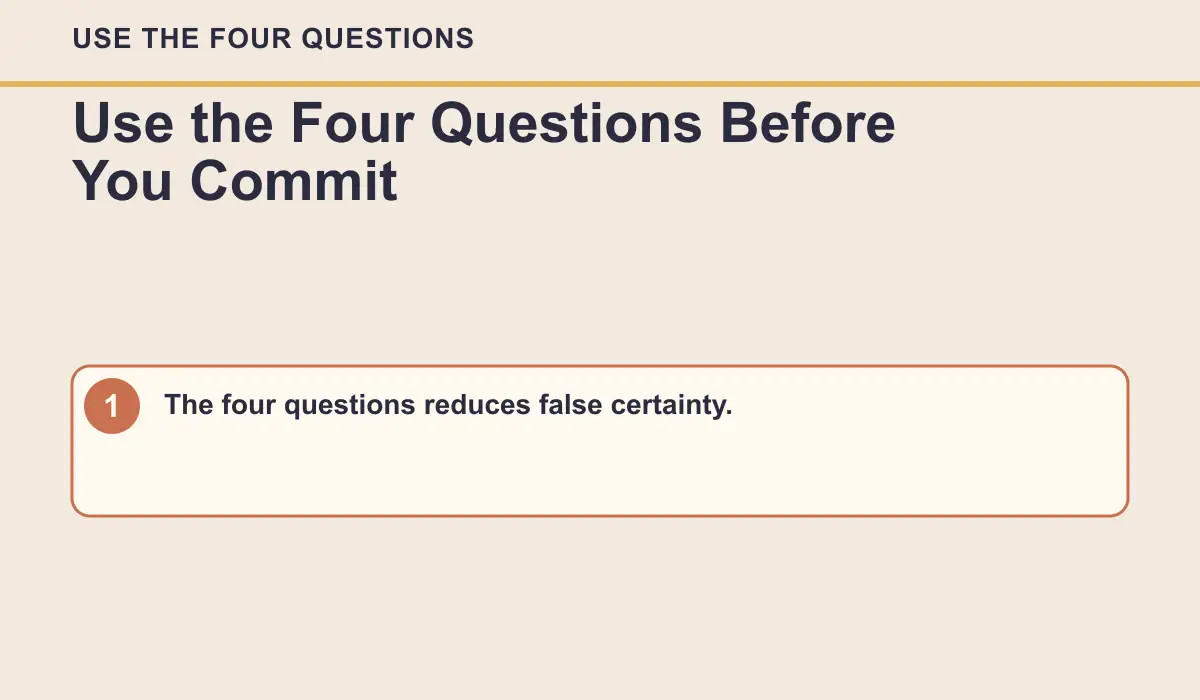 USE THE FOUR QUESTIONS
Use the Four Questions Before
You Commit
1
The four questions reduces false certainty.